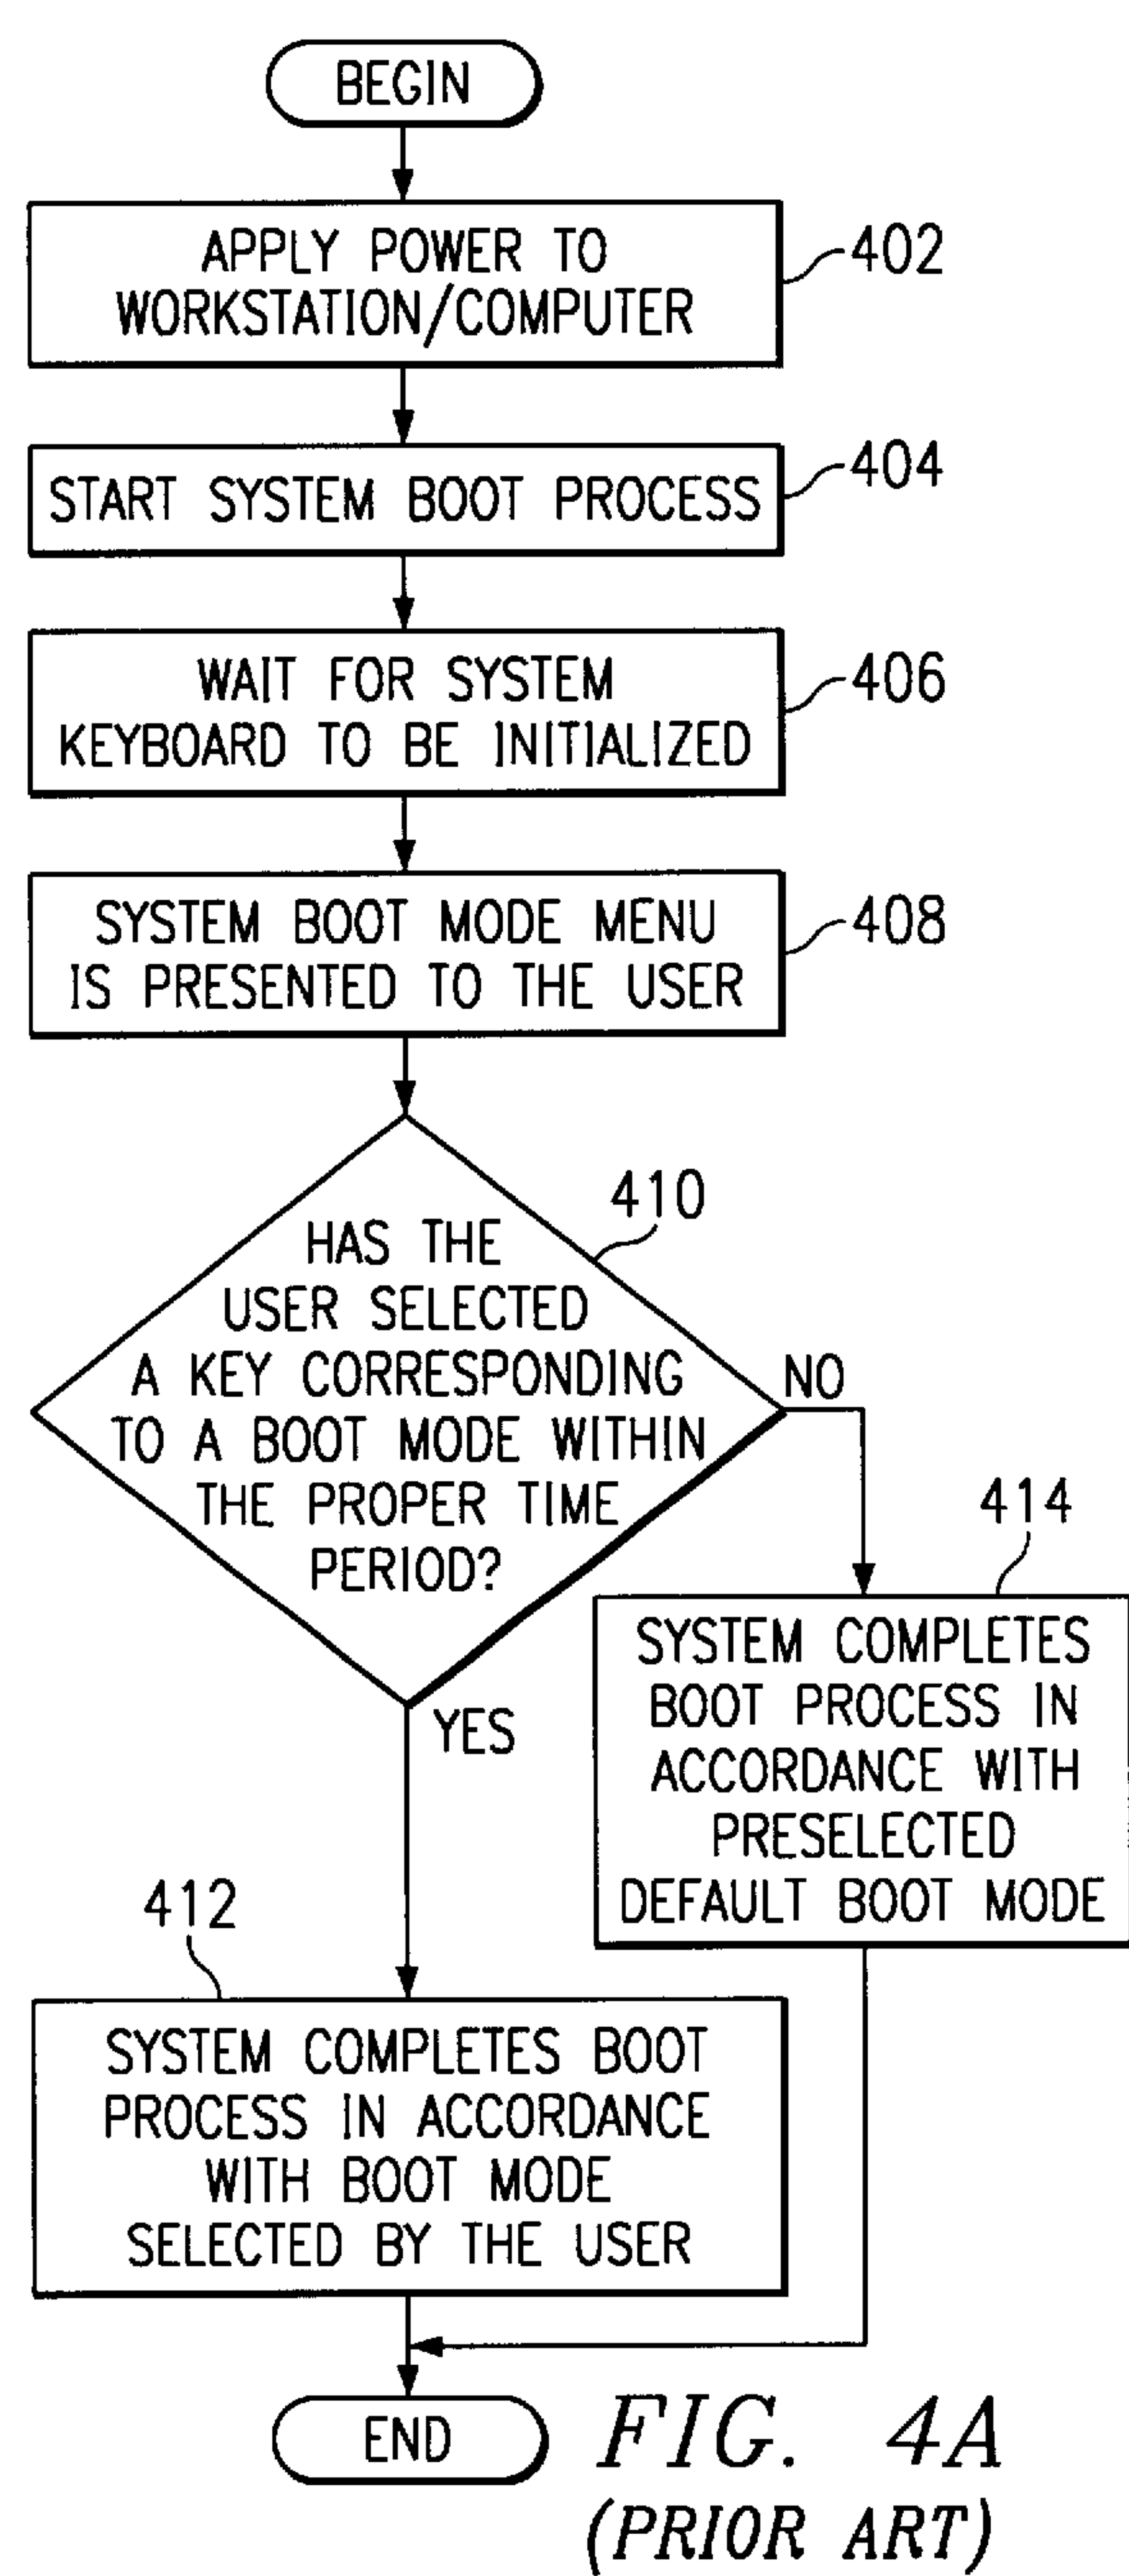 BEGIN
APPLY POWER TO
WORKSTATION/COMPUTER
402
START SYSTEM BOOT PROCESS
404
WAIT FOR SYSTEM
KEYBOARD TO BE INITIALIZED
406
SYSTEM BOOT MODE MENU
IS PRESENTED TO THE USER
408
410
HAS THE
USER SELECTED
A KEY CORRESPONDING
TO A BOOT MODE WITHIN
THE PROPER TIME
PERIOD?
NO
YES
414
SYSTEM COMPLETES
BOOT PROCESS IN
ACCORDANCE WITH
PRESELECTED
DEFAULT BOOT MODE
412
SYSTEM COMPLETES BOOT
PROCESS IN ACCORDANCE
WITH BOOT MODE
SELECTED BY THE USER
END
FIG. 4A
(PRIOR ART)